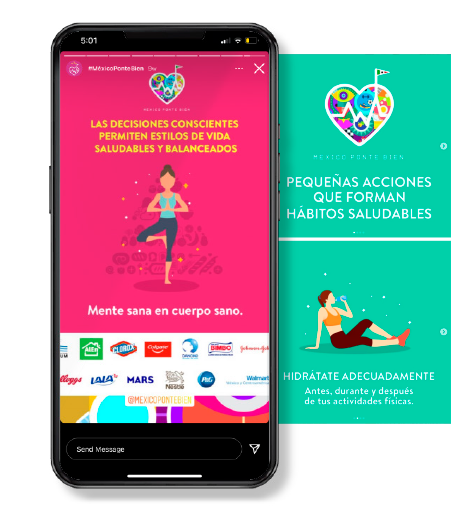 5:01
#MéxicoPonteBien 9w
MÉXICO PONTE BIEN
LAS DECISIONES CONSCIENTES
PERMITEN ESTILOS DE VIDA
SALUDABLES Y BALANCEADOS
Mente sana en cuerpo sano.
UM
CLOROX
Colgate
DANONE
BIMBO
Johnson & Johnson
Kellogg's
LALA
MARS
Nestlé
P&G
Walmart
@MEXICOPONTEBIEN
Send Message
MÉXICO PONTE BIEN
PEQUEÑAS ACCIONES
QUE FORMAN
HÁBITOS SALUDABLES
HIDRÁTATE ADECUADAMENTE
Antes, durante y después
de tus actividades físicas.